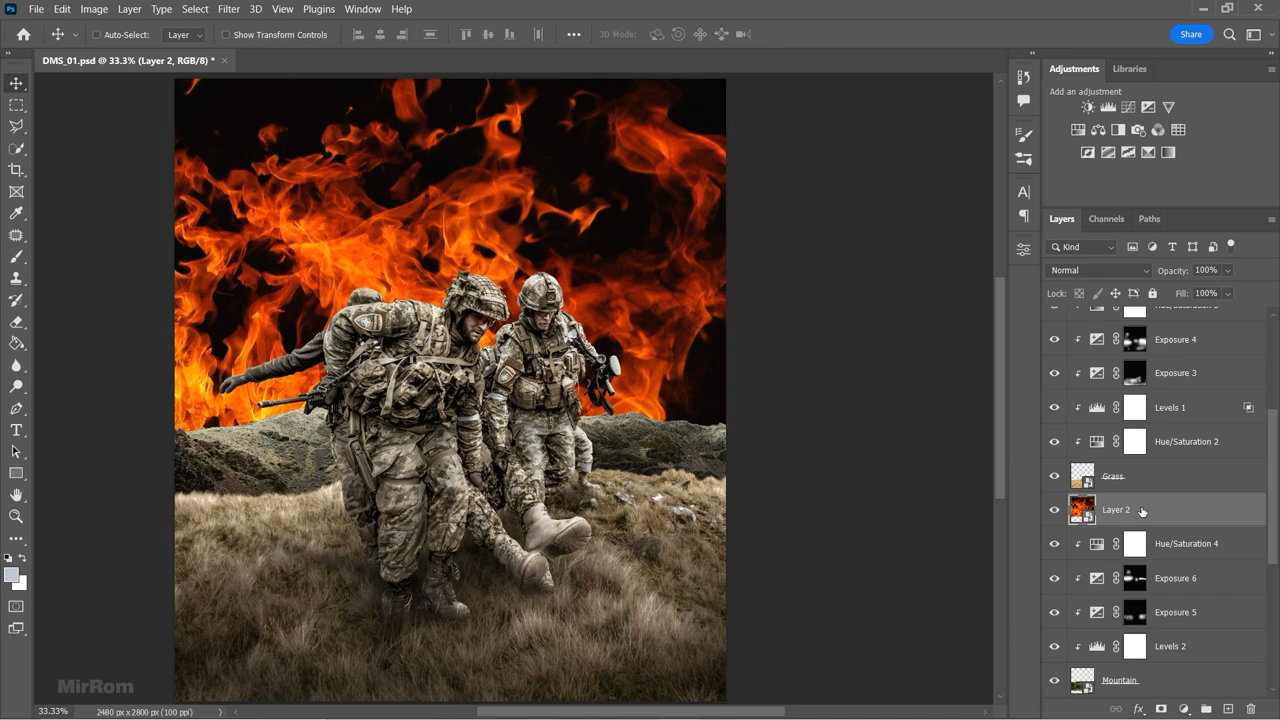 File Edit Image Layer Type Select Filter 3D View Plugins Window Help
Auto-Select: Layer Show Transform Controls 3D Mode: Share
DMS_01.psd @ 33.3% (Layer 2, RGB/8) *
Adjustments Libraries
Add an adjustment
Layers Channels Paths
Kind
Normal Opacity: 100%
Lock: Fill: 100%
Exposure 4
Exposure 3
Levels 1
Hue/Saturation 2
Grass
Layer 2
Hue/Saturation 4
Exposure 6
Exposure 5
Levels 2
Mountain
MirRom
33.33% 2480 px x 2800 px (100 ppi)